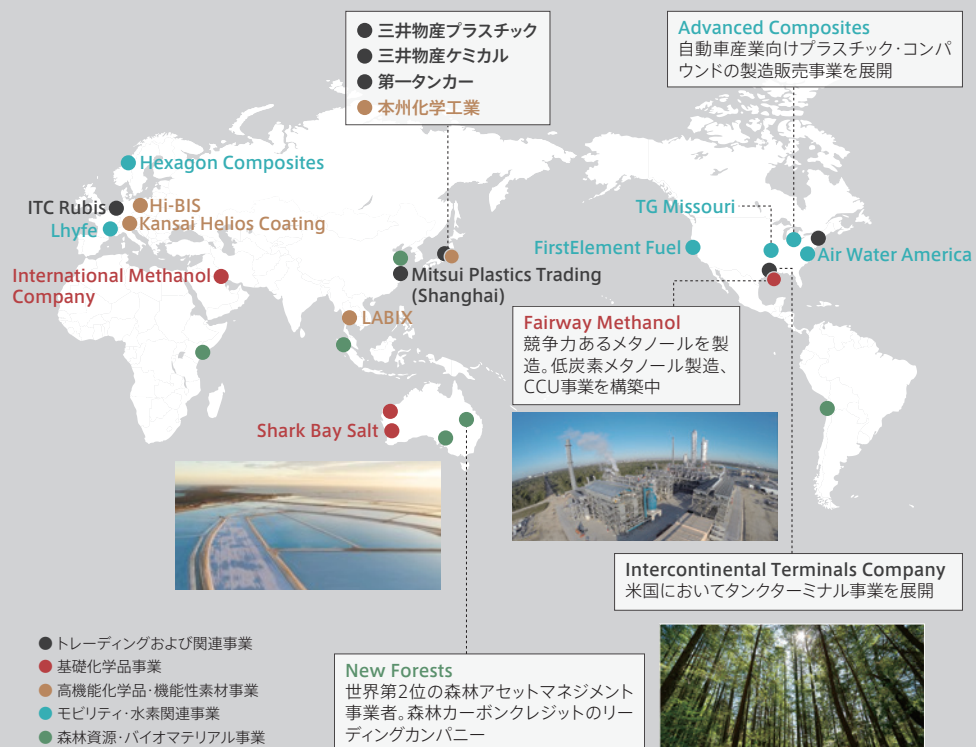 三井物産プラスチック
三井物産ケミカル
第一タンカー
本州化学工業
Advanced Composites
自動車産業向けプラスチック・コンパ
ウンドの製造販売事業を展開
Hexagon Composites
ITC Rubis
Hi-BIS
Kansai Helios Coating
Lhyfe
TG Missouri
FirstElement Fuel
Air Water America
International Methanol
Company
Mitsui Plastics Trading
(Shanghai)
LABIX
Fairway Methanol
競争力あるメタノールを製
造。低炭素メタノール製造、
CCU事業を構築中
Shark Bay Salt
Intercontinental Terminals Company
米国においてタンクターミナル事業を展開
トレーディングおよび関連事業
基礎化学品事業
高機能化学品・機能性素材事業
モビリティ・水素関連事業
森林資源・バイオマテリアル事業
New Forests
世界第2位の森林アセットマネジメント
事業者。森林カーボンクレジットのリー
ディングカンパニー